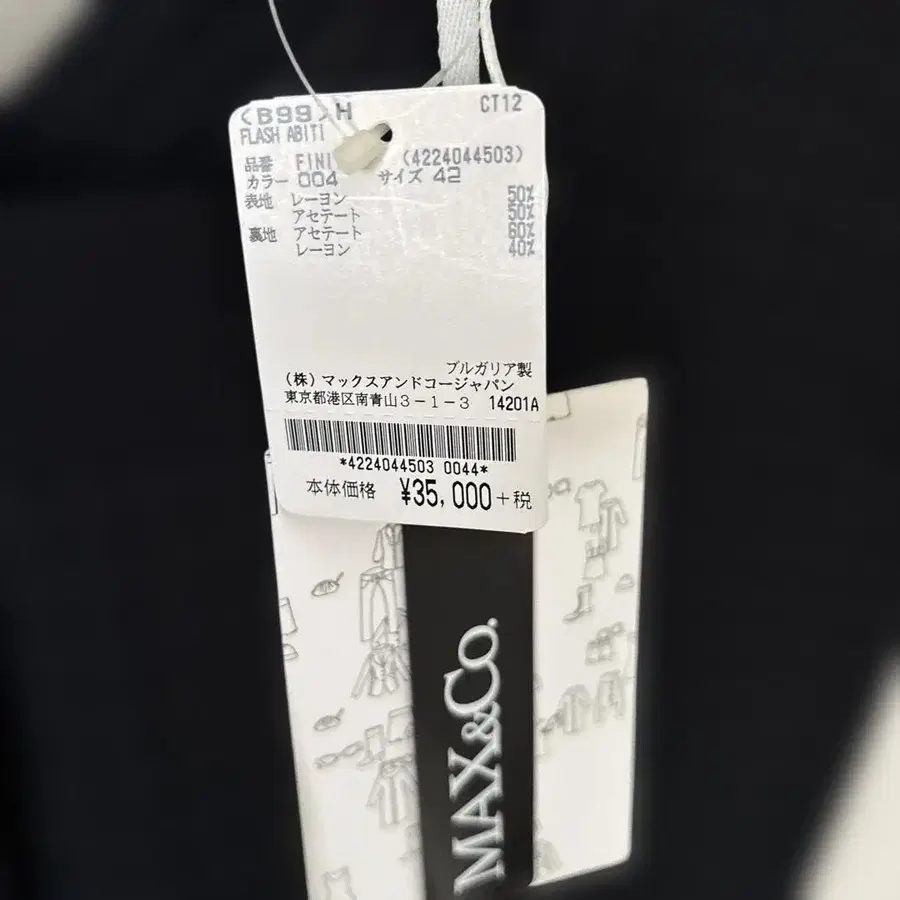 <B99>H CT12
FLASH ABITI
品番 FINI (4224044503)
カラー 004 サイズ 42
表地 レーヨン 50%
アセテート 50%
裏地 アセテート 60%
レーヨン 40%
ブルガリア製
(株)マックスアンドコージャパン
東京都港区南青山3-1-3 14201A
*4224044503 0044*
本体価格 ¥35,000+税
MAX&Co.